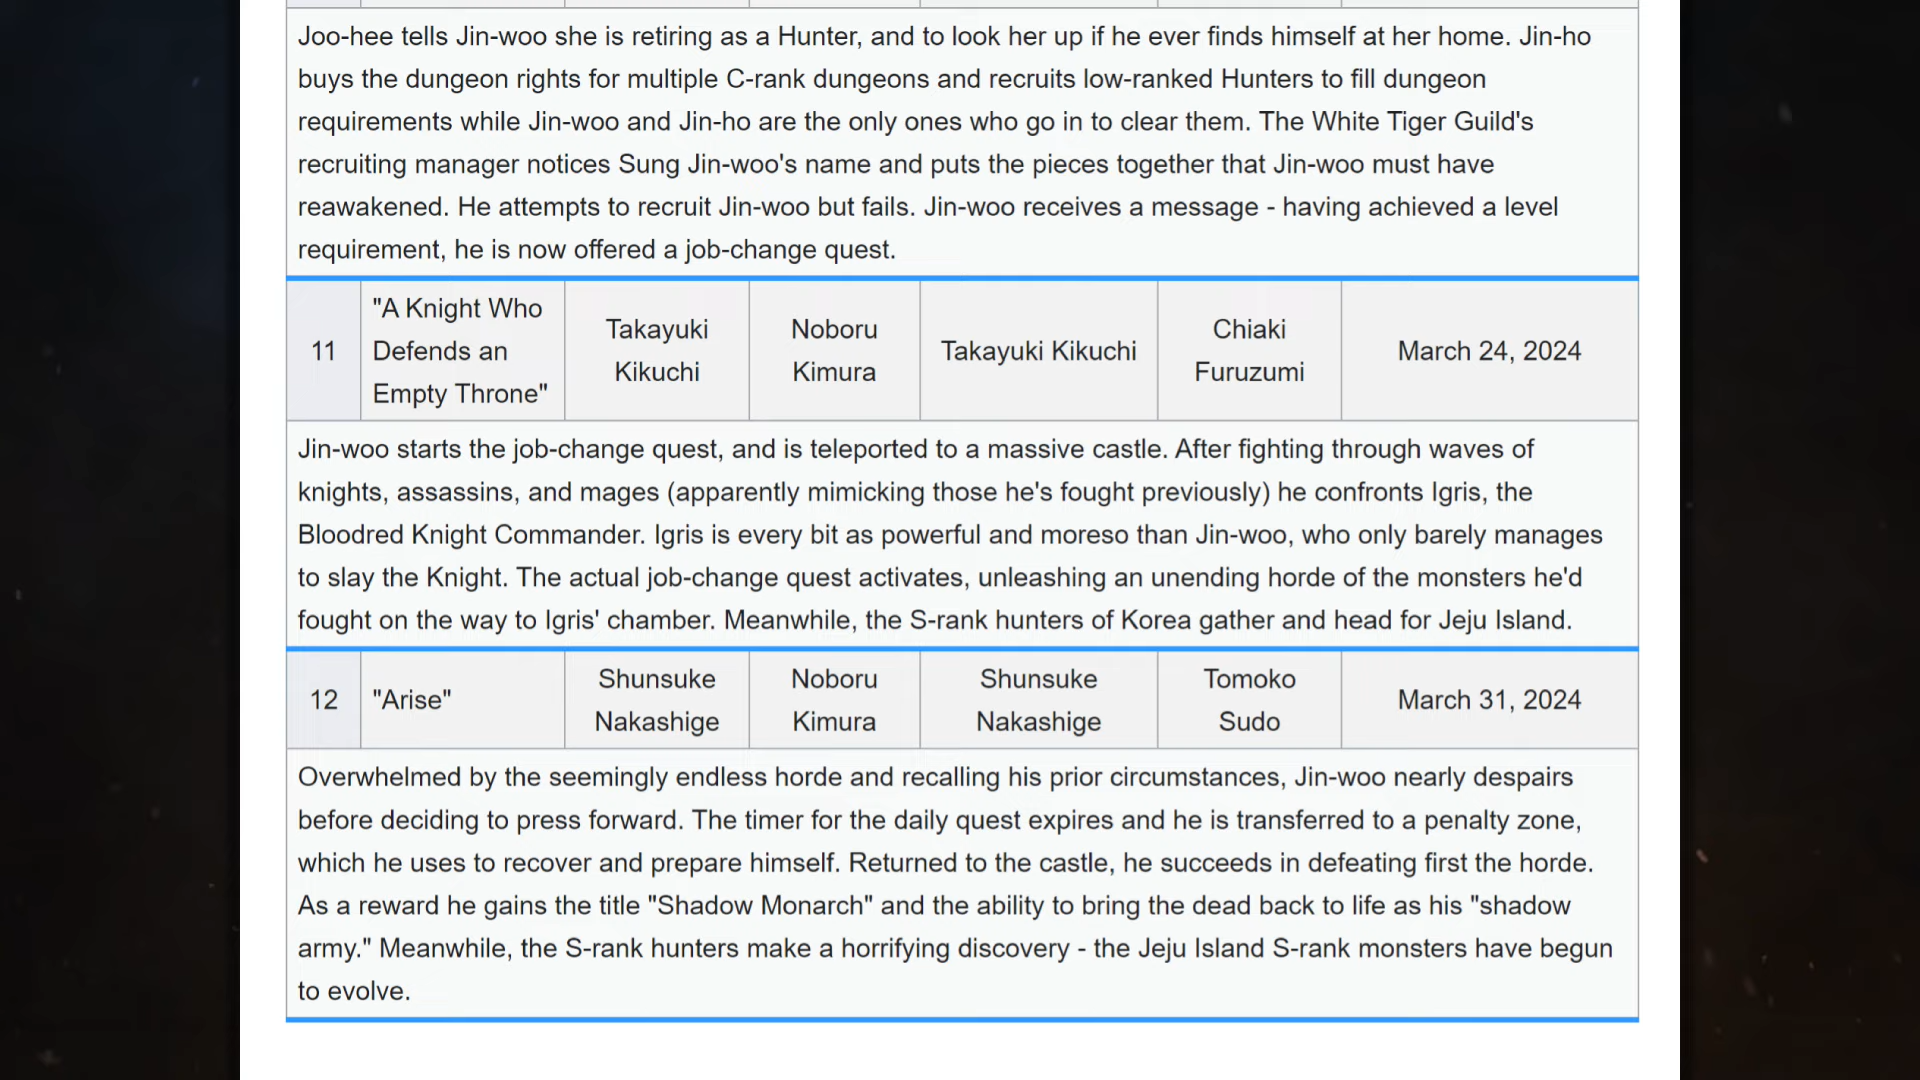 Joo-hee tells Jin-woo she is retiring as a Hunter, and to look her up if he ever finds himself at her home. Jin-ho
buys the dungeon rights for multiple C-rank dungeons and recruits low-ranked Hunters to fill dungeon
requirements while Jin-woo and Jin-ho are the only ones who go in to clear them. The White Tiger Guild's
recruiting manager notices Sung Jin-woo's name and puts the pieces together that Jin-woo must have
reawakened. He attempts to recruit Jin-woo but fails. Jin-woo receives a message - having achieved a level
requirement, he is now offered a job-change quest.
11
"A Knight Who
Defends an
Empty Throne"
Takayuki
Kikuchi
Noboru
Kimura
Takayuki Kikuchi
Chiaki
Furuzumi
March 24, 2024
Jin-woo starts the job-change quest, and is teleported to a massive castle. After fighting through waves of
knights, assassins, and mages (apparently mimicking those he's fought previously) he confronts Igris, the
Bloodred Knight Commander. Igris is every bit as powerful and moreso than Jin-woo, who only barely manages
to slay the Knight. The actual job-change quest activates, unleashing an unending horde of the monsters he'd
fought on the way to Igris' chamber. Meanwhile, the S-rank hunters of Korea gather and head for Jeju Island.
12
"Arise"
Shunsuke
Nakashige
Noboru
Kimura
Shunsuke
Nakashige
Tomoko
Sudo
March 31, 2024
Overwhelmed by the seemingly endless horde and recalling his prior circumstances, Jin-woo nearly despairs
before deciding to press forward. The timer for the daily quest expires and he is transferred to a penalty zone,
which he uses to recover and prepare himself. Returned to the castle, he succeeds in defeating first the horde.
As a reward he gains the title "Shadow Monarch" and the ability to bring the dead back to life as his "shadow
army." Meanwhile, the S-rank hunters make a horrifying discovery - the Jeju Island S-rank monsters have begun
to evolve.